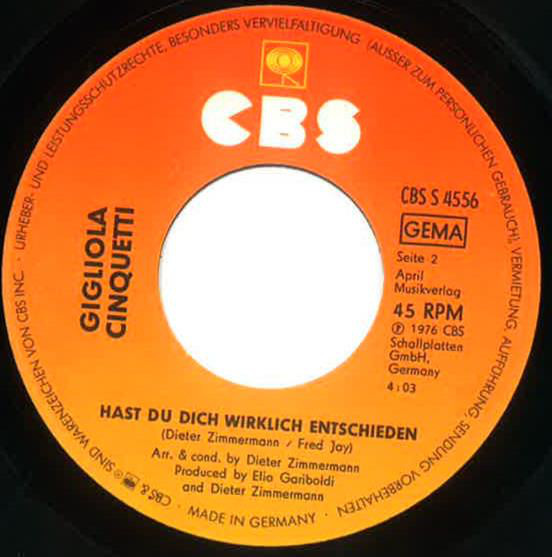 URHEBER- UND LEISTUNGSSCHUTZRECHTE, BESONDERS VERVIELFÄLTIGUNG (AUSSER ZUM PERSÖNLICHEN GEBRAUCH), VERMIETUNG, AUFFÜHRUNG, SENDUNG VORBEHALTEN
CBS
CBS S 4556
GEMA
Seite 2
April
Musikverlag
45 RPM
℗ 1976 CBS
Schallplatten
GmbH,
Germany
4:03
GIGLIOLA
CINQUETTI
HAST DU DICH WIRKLICH ENTSCHIEDEN
(Dieter Zimmermann / Fred Jay)
Arr. & cond. by Dieter Zimmermann
Produced by Elio Gariboldi
and Dieter Zimmermann
CBS & ® SIND WARENZEICHEN VON CBS INC. ·
· MADE IN GERMANY ·